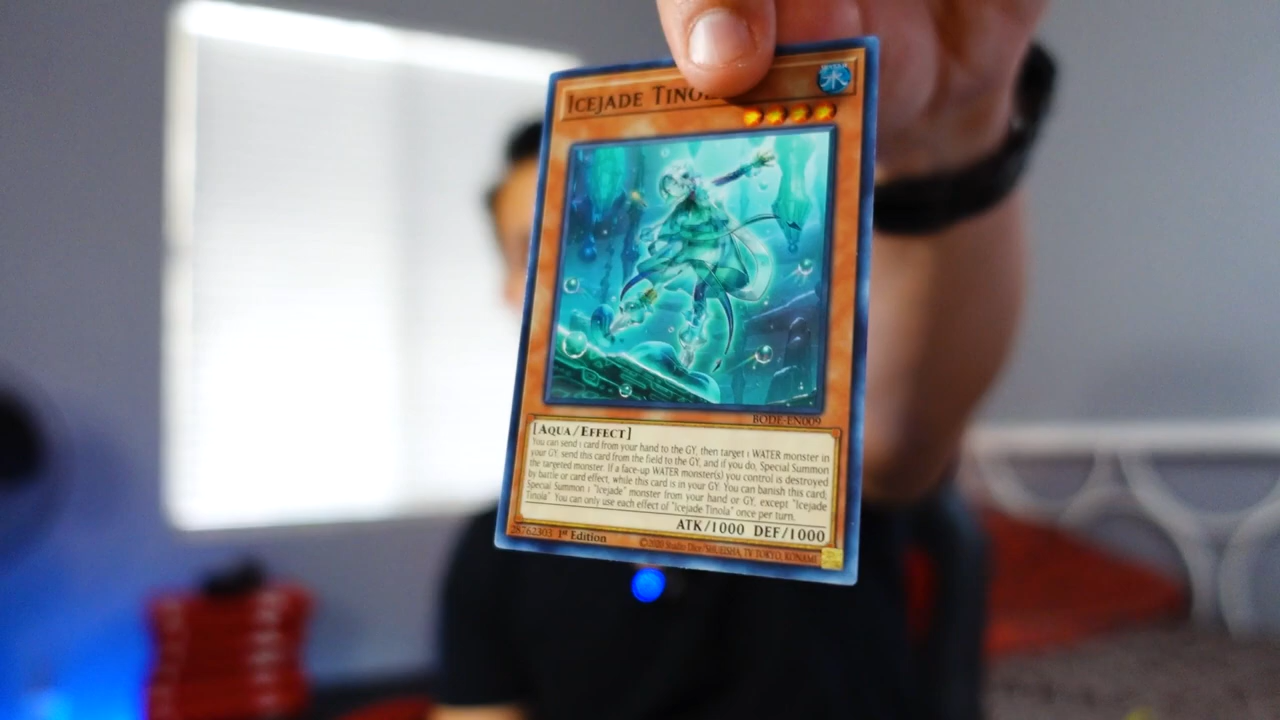 ICEJADE TINOL
WATER
水
BODE-EN009
[AQUA/EFFECT]
You can send 1 card from your hand to the GY, then target 1 WATER monster in
your GY, send this card from the field to the GY, and if you do, Special Summon
the targeted monster. If a face-up WATER monster(s) you control is destroyed
by battle or card effect, while this card is in your GY: You can banish this card,
Special Summon 1 "Icejade" monster from your hand or GY, except "Icejade
Tinola". You can only use each effect of "Icejade Tinola" once per turn.
ATK/1000 DEF/1000
28762303 1st Edition
©2020 Studio Dice/SHUEISHA, TV TOKYO, KONAMI